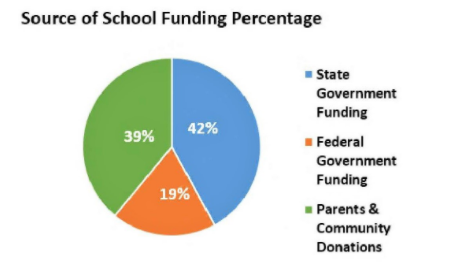 Source of School Funding Percentage
39%
42%
19%
State
Government
Funding
Federal
Government
Funding
Parents &
Community
Donations